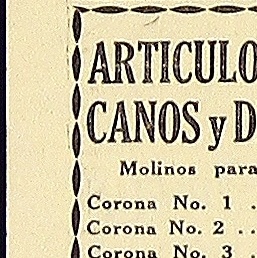 ARTICULO
CANOS y D
Molinos para
Corona No. 1 .
Corona No. 2 . .
Corona No. 3 .